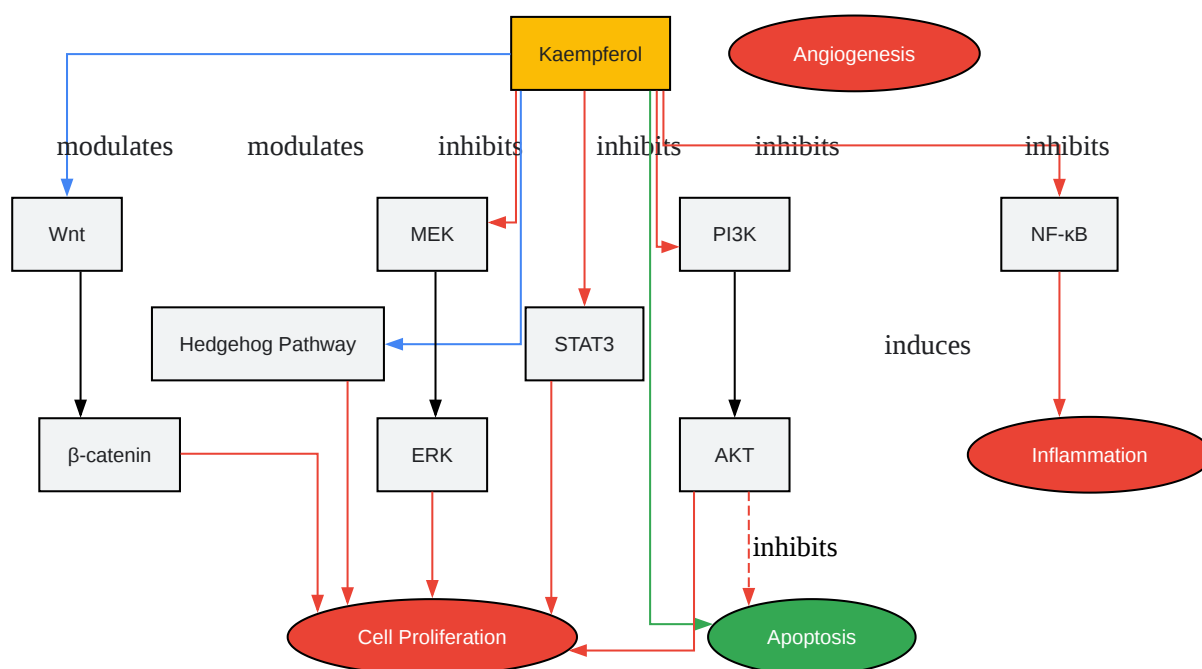 Kaempferol
Angiogenesis
modulates
modulates
inhibits
inhibits
inhibits
inhibits
Wnt
MEK
PI3K
NF-κB
Hedgehog Pathway
STAT3
induces
β-catenin
ERK
AKT
Inflammation
inhibits
Cell Proliferation
Apoptosis